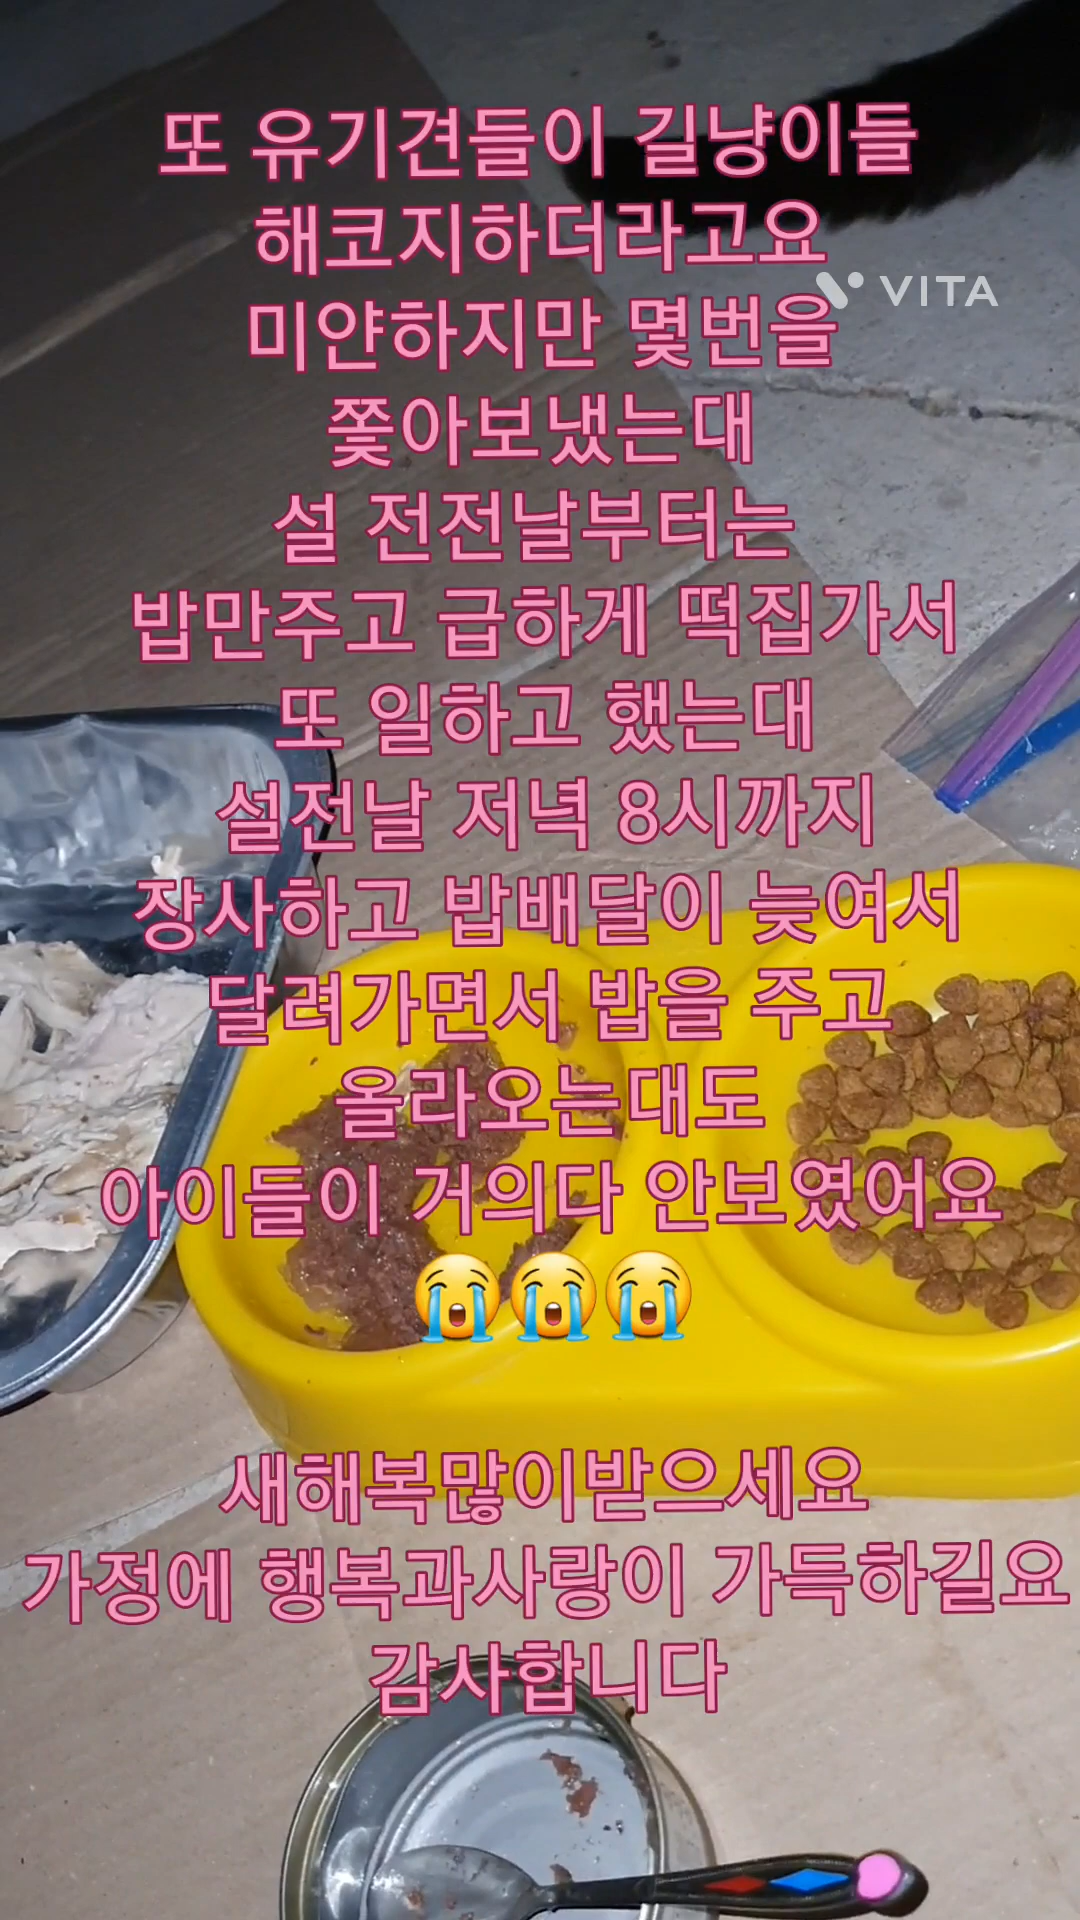 또 유기견들이 길냥이들
해코지하더라고요
VITA
미얀하지만 몇번을
쫓아보냈는대
설 전전날부터는
밥만주고 급하게 떡집가서
또 일하고 했는대
설전날 저녁 8시까지
장사하고 밥배달이 늦여서
달려가면서 밥을 주고
올라오는대도
아이들이 거의다 안보였어요
😭😭😭
새해복많이받으세요
가정에 행복과사랑이 가득하길요
감사합니다